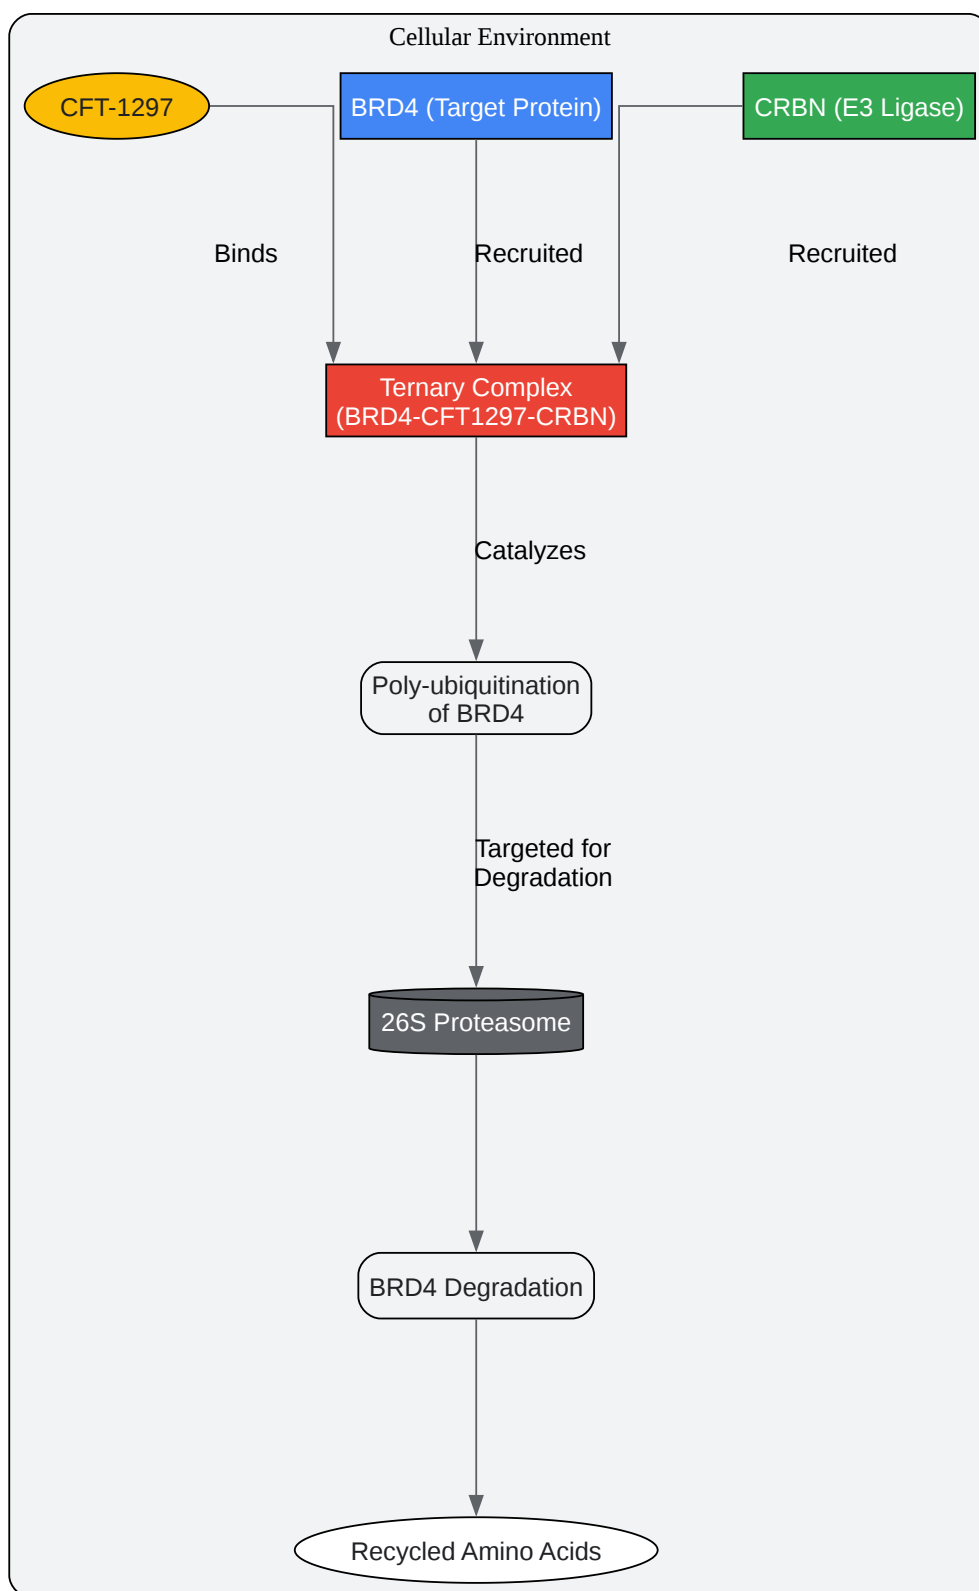 Cellular Environment
CFT-1297
BRD4 (Target Protein)
CRBN (E3 Ligase)
Binds
Recruited
Recruited
Ternary Complex
(BRD4-CFT1297-CRBN)
Catalyzes
Poly-ubiquitination
of BRD4
Targeted for
Degradation
26S Proteasome
BRD4 Degradation
Recycled Amino Acids